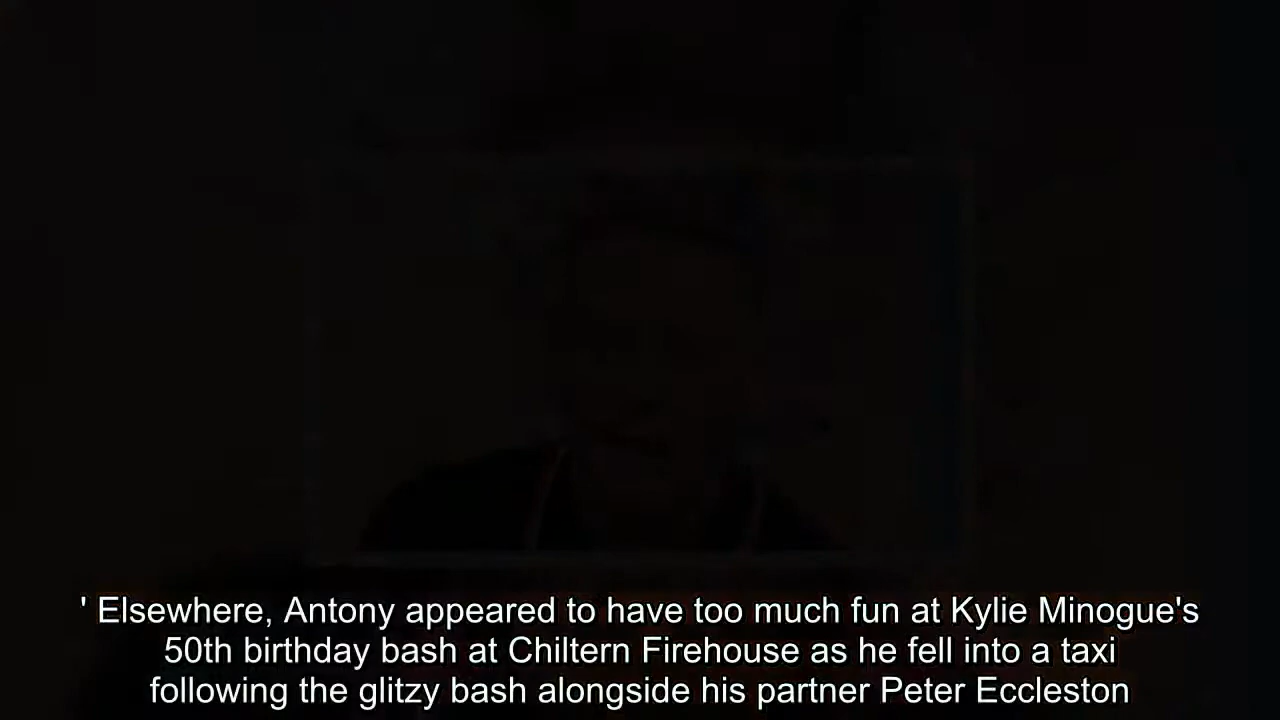 ' Elsewhere, Antony appeared to have too much fun at Kylie Minogue's
50th birthday bash at Chiltern Firehouse as he fell into a taxi
following the glitzy bash alongside his partner Peter Eccleston